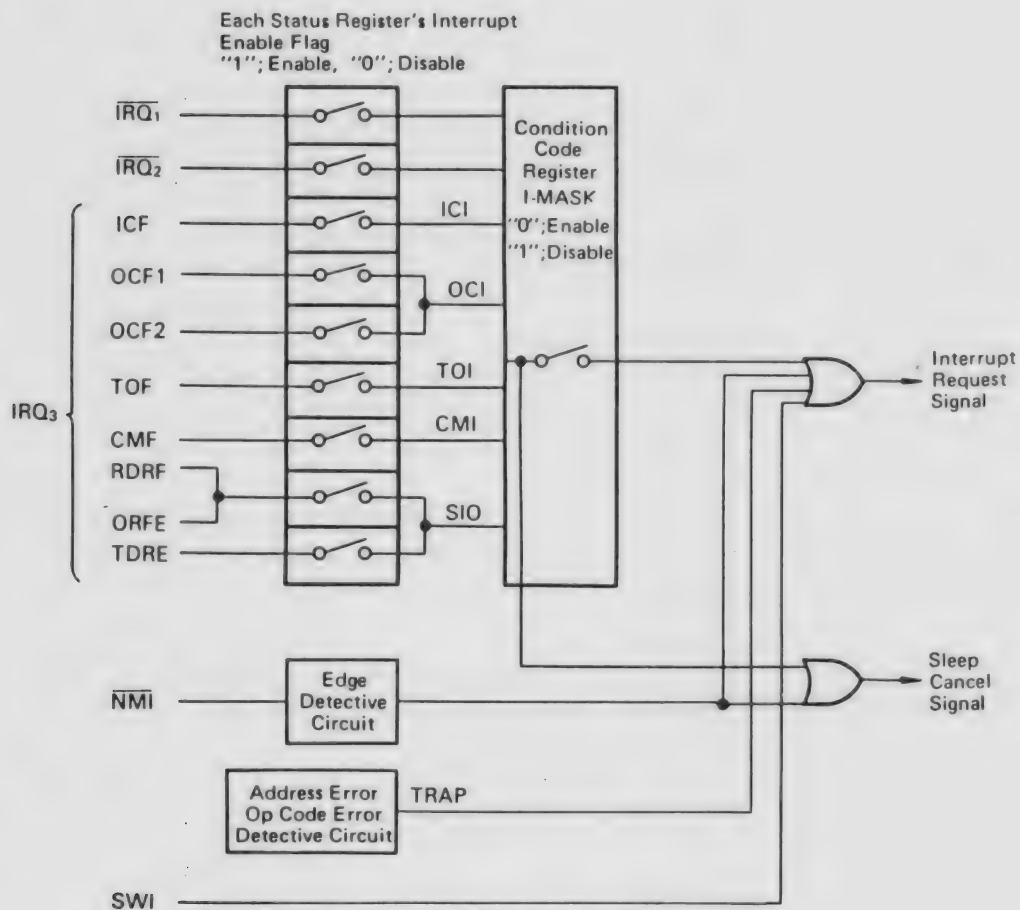 Each Status Register's Interrupt
Enable Flag
"1"; Enable, "0"; Disable
IRQ₁
IRQ₂
ICF
OCF1
OCF2
TOF
CMF
RDRF
ORFE
TDRE
IRQ₃
ICI
OCI
TOI
CMI
SIO
Condition
Code
Register
I-MASK
"0";Enable
"1";Disable
Interrupt
Request
Signal
NMI
Edge
Detective
Circuit
Sleep
Cancel
Signal
Address Error
Op Code Error
Detective Circuit
TRAP
SWI